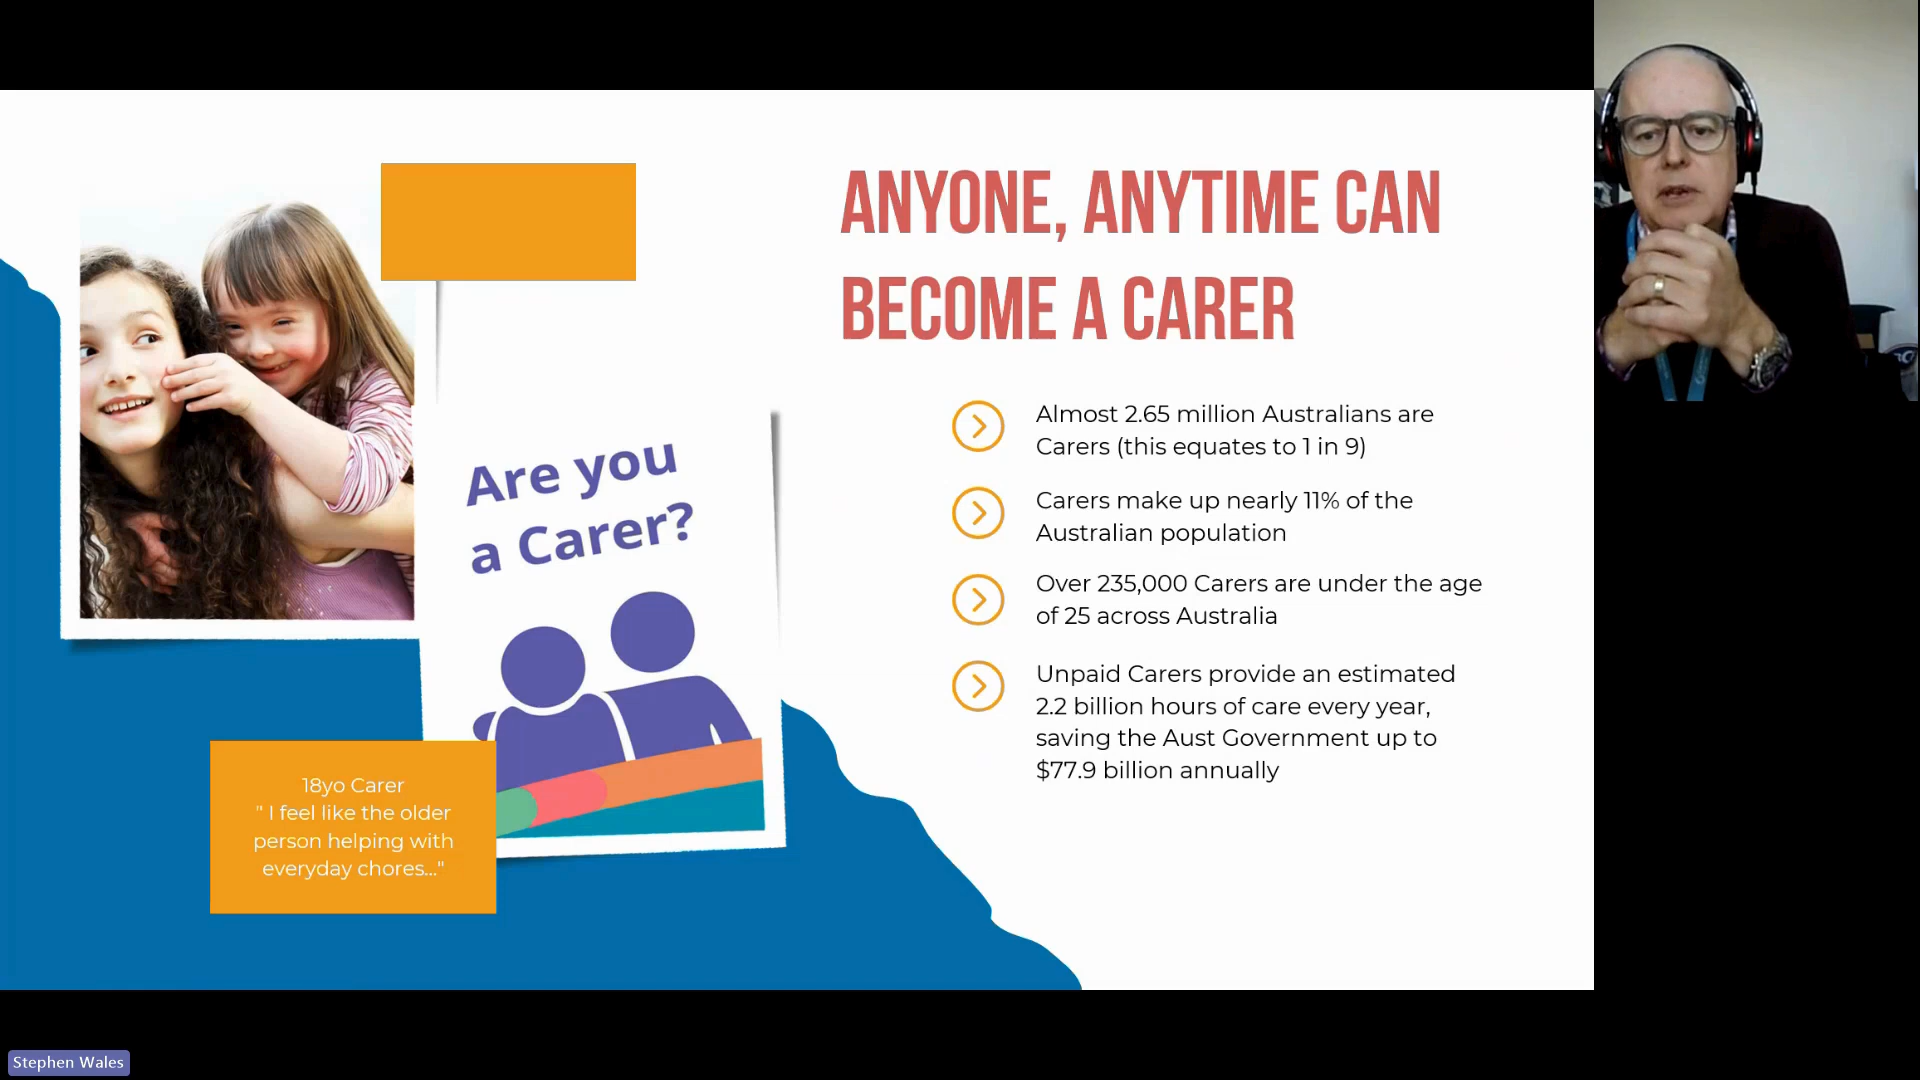 ANYONE, ANYTIME CAN
BECOME A CARER
Almost 2.65 million Australians are
Carers (this equates to 1 in 9)
Carers make up nearly 11% of the
Australian population
Over 235,000 Carers are under the age
of 25 across Australia
Unpaid Carers provide an estimated
2.2 billion hours of care every year,
saving the Aust Government up to
$77.9 billion annually
Are you
a Carer?
18yo Carer
" I feel like the older
person helping with
everyday chores..."
Stephen Wales